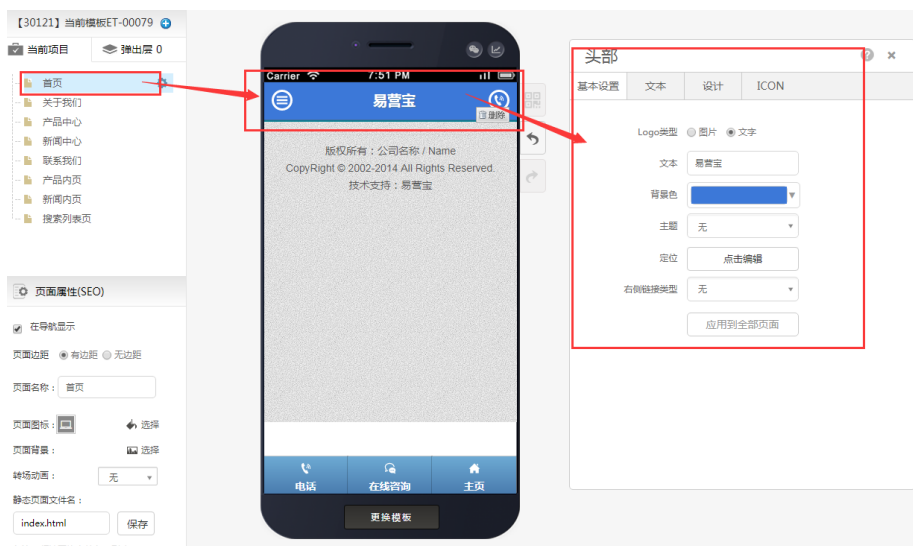 【30121】当前模板ET-00079
当前项目
弹出层 0
首页
关于我们
产品中心
新闻中心
联系我们
产品内页
新闻内页
搜索列表页
页面属性(SEO)
在导航显示
页面边距
有边距
无边距
页面名称：
首页
页面图标：
选择
页面背景：
选择
转场动画：
无
静态页面文件名：
index.html
保存
Carrier
7:51 PM
易营宝
删除
版权所有：公司名称 / Name
CopyRight © 2002-2014 All Rights Reserved.
技术支持：易营宝
电话
在线咨询
主页
更换模板
头部
基本设置
文本
设计
ICON
Logo类型
图片
文字
文本
易营宝
背景色
主题
无
定位
点击编辑
右侧链接类型
无
应用到全部页面